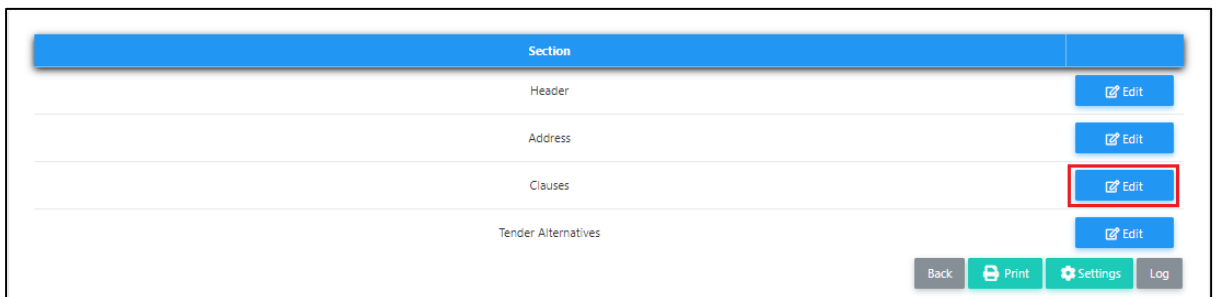 Section
Header Edit
Address Edit
Clauses Edit
Tender Alternatives Edit
Back Print Settings Log